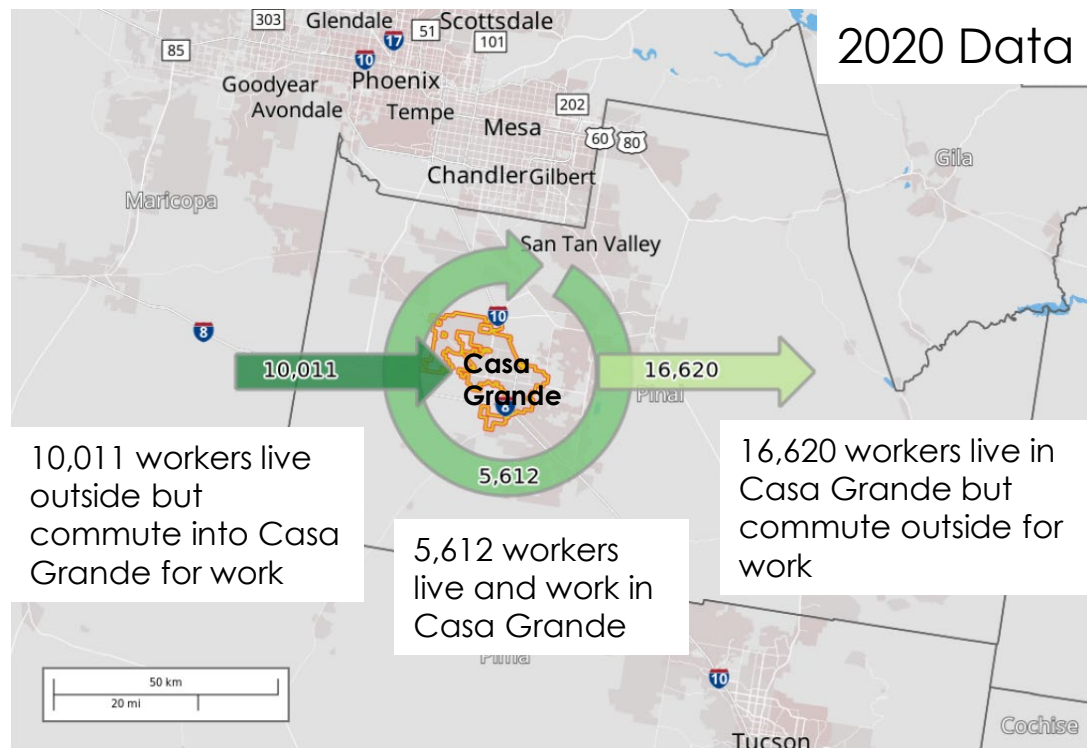 2020 Data
303
Glendale
51
Scottsdale
17
101
85
10
Phoenix
Goodyear
Avondale
Tempe
202
Mesa
60
80
Gila
Chandler
Gilbert
Maricopa
San Tan Valley
8
10
10,011
Casa
Grande
8
16,620
Pinal
5,612
10,011 workers live
outside but
commute into Casa
Grande for work
5,612 workers
live and work in
Casa Grande
16,620 workers live in
Casa Grande but
commute outside for
work
Pima
50 km
20 mi
10
Tucson
Cochise